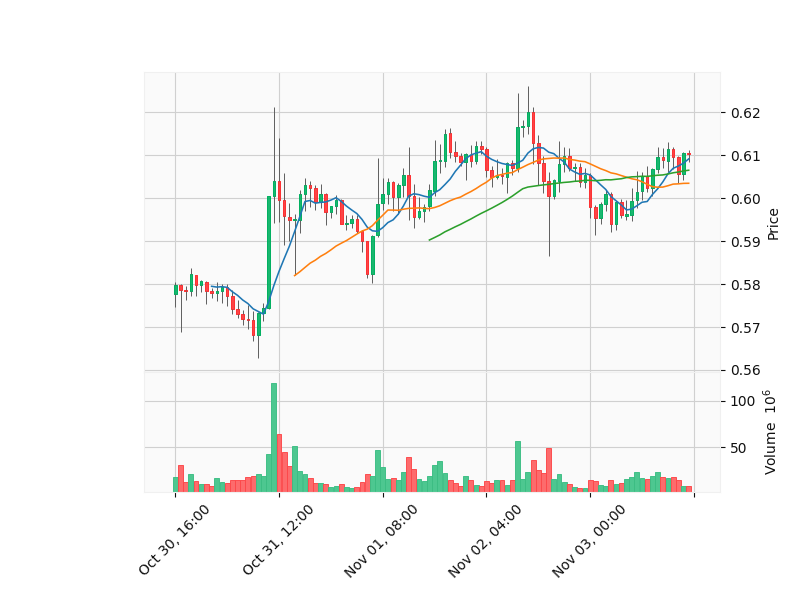 0.62
0.61
0.60
0.59
0.58
0.57
0.56
Price
100
50
Volume 10^6
Oct 30, 16:00
Oct 31, 12:00
Nov 01, 08:00
Nov 02, 04:00
Nov 03, 00:00